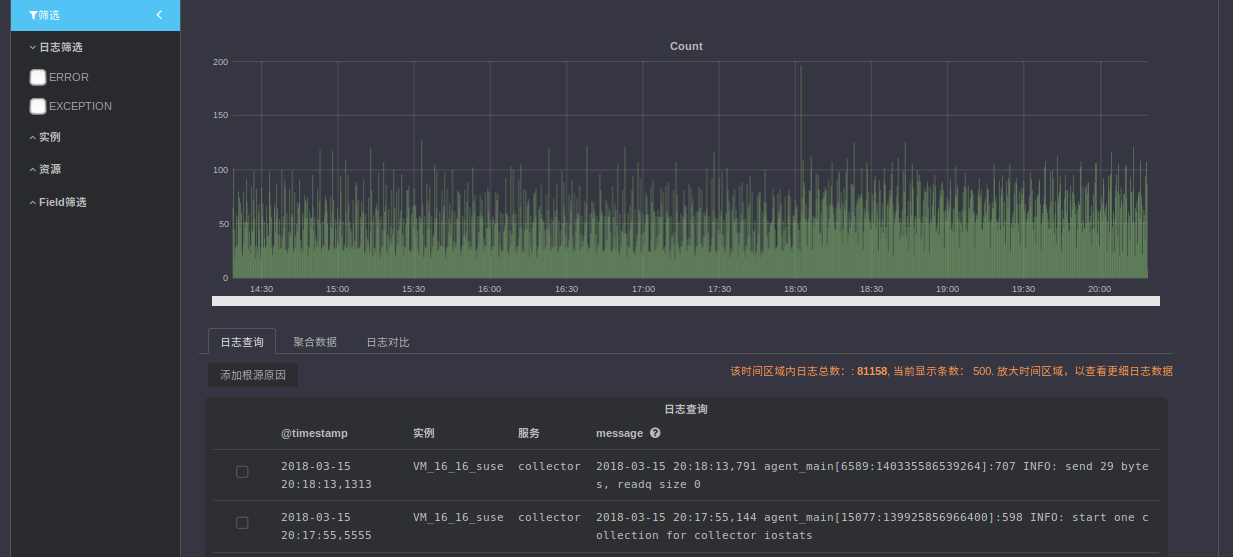 筛选
日志筛选
ERROR
EXCEPTION
实例
资源
Field筛选
Count
200
150
100
50
0
14:30 15:00 15:30 16:00 16:30 17:00 17:30 18:00 18:30 19:00 19:30 20:00
日志查询 聚合数据 日志对比
添加根源原因
该时间区域内日志总数: : 81158, 当前显示条数: 500. 放大时间区域，以查看更细日志数据
日志查询
@timestamp 实例 服务 message ?
2018-03-15 VM_16_16_suse collector 2018-03-15 20:18:13,791 agent_main[6589:140335586539264]:707 INFO: send 29 byte
20:18:13,1313 s, readq size 0
2018-03-15 VM_16_16_suse collector 2018-03-15 20:17:55,144 agent_main[15077:139925856966400]:598 INFO: start one c
20:17:55,5555 ollection for collector iostats